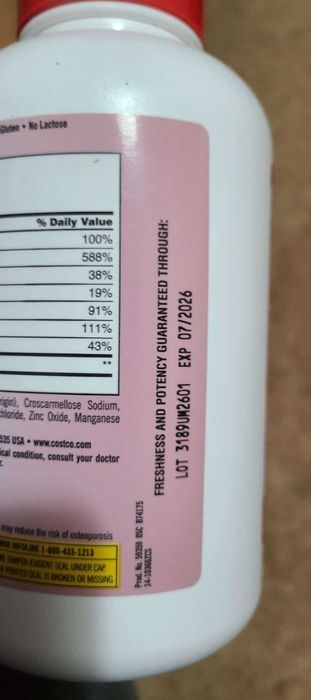 Gluten • No Lactose
% Daily Value
100%
588%
38%
19%
91%
111%
43%
**
rigin), Croscarmellose Sodium,
chloride, Zinc Oxide, Manganese
535 USA • www.costco.com
ical condition, consult your doctor
may reduce the risk of osteoporosis
INFOLINE 1-800-433-1213
TAMPER-EVIDENT SEAL UNDER CAP.
IF PRINTED SEAL IS BROKEN OR MISSING.
FRESHNESS AND POTENCY GUARANTEED THROUGH:
LOT 3189UM2601 EXP 07/2026
Prod. No.